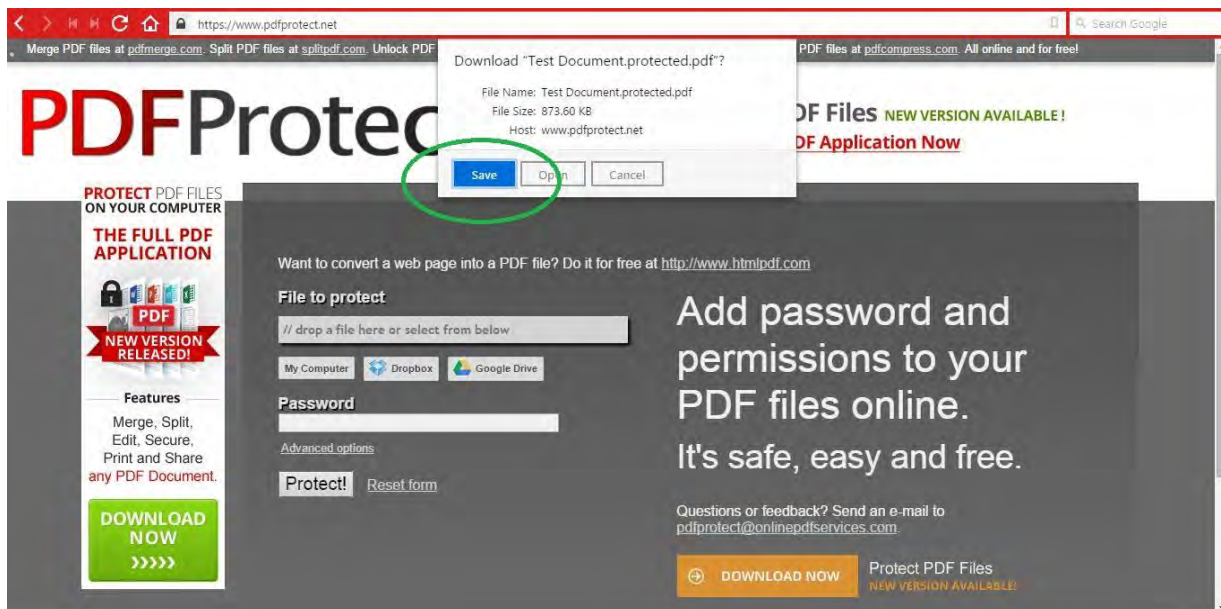 https://www.pdfprotect.net
Search Google
Merge PDF files at pdfmerge.com. Split PDF files at splitpdf.com. Unlock PDF
PDF files at pdfcompress.com. All online and for free!
Download "Test Document.protected.pdf"?
File Name: Test Document.protected.pdf
File Size: 873.60 KB
Host: www.pdfprotect.net
Save
Open
Cancel
PDFProtec
DF Files NEW VERSION AVAILABLE !
DF Application Now
PROTECT PDF FILES
ON YOUR COMPUTER
THE FULL PDF
APPLICATION
PDF
NEW VERSION
RELEASED!
Features
Merge, Split,
Edit, Secure,
Print and Share
any PDF Document.
DOWNLOAD
NOW
>>>>>
Want to convert a web page into a PDF file? Do it for free at http://www.htmlpdf.com
File to protect
// drop a file here or select from below
My Computer
Dropbox
Google Drive
Password
Advanced options
Protect!
Reset form
Add password and
permissions to your
PDF files online.
It's safe, easy and free.
Questions or feedback? Send an e-mail to
pdfprotect@onlinepdfservices.com.
DOWNLOAD NOW
Protect PDF Files
NEW VERSION AVAILABLE!